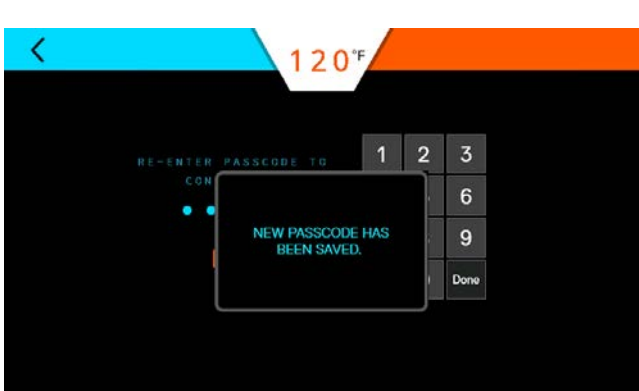 120°F
RE-ENTER PASSCODE TO
CON
1 2 3
6
9
Done
NEW PASSCODE HAS
BEEN SAVED.